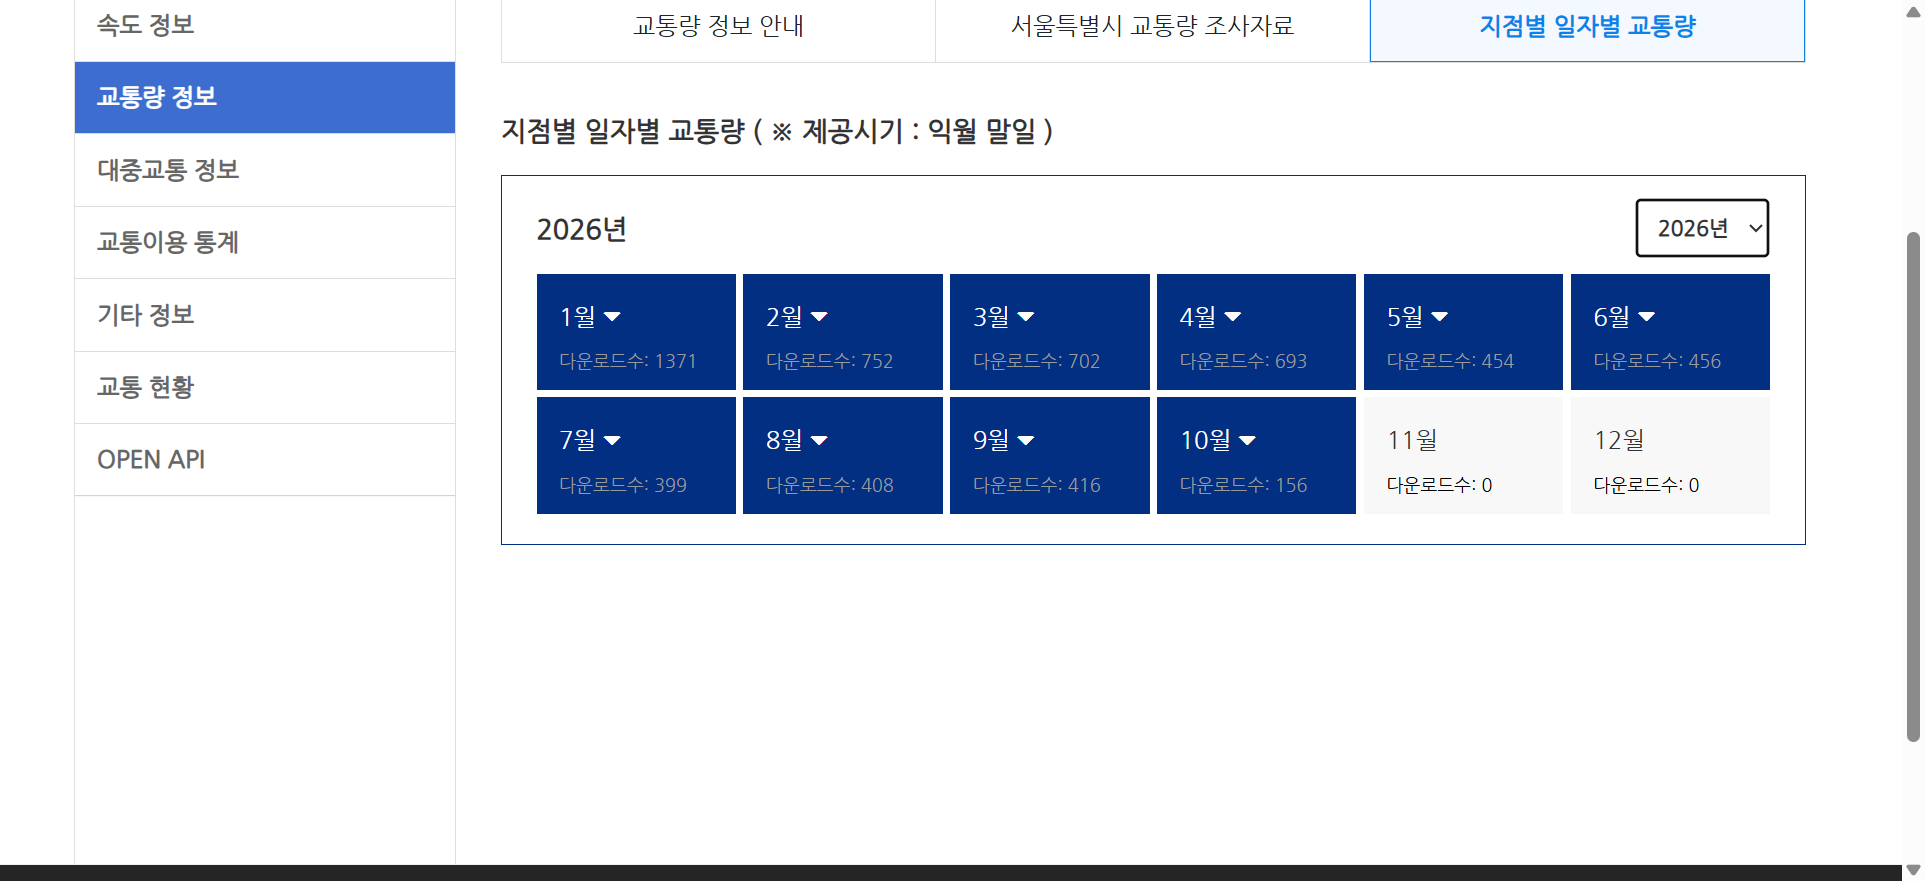 속도 정보
교통량 정보
대중교통 정보
교통이용 통계
기타 정보
교통 현황
OPEN API
교통량 정보 안내
서울특별시 교통량 조사자료
지점별 일자별 교통량
지점별 일자별 교통량 ( ※ 제공시기 : 익월 말일 )
2026년
2026년
1월
다운로드수: 1371
2월
다운로드수: 752
3월
다운로드수: 702
4월
다운로드수: 693
5월
다운로드수: 454
6월
다운로드수: 456
7월
다운로드수: 399
8월
다운로드수: 408
9월
다운로드수: 416
10월
다운로드수: 156
11월
다운로드수: 0
12월
다운로드수: 0